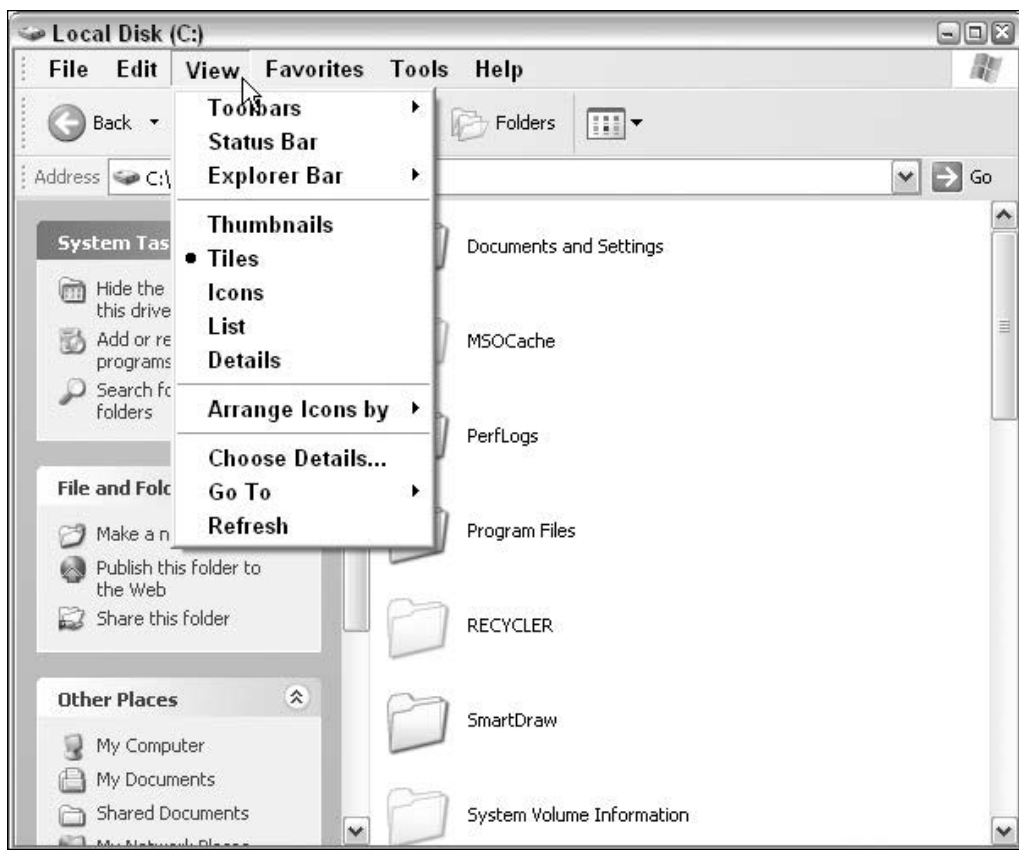 Local Disk (C:)
File Edit View Favorites Tools Help
Back Folders
Address C:\ Go
Toolbars
Status Bar
Explorer Bar
Thumbnails
Tiles
Icons
List
Details
Arrange Icons by
Choose Details...
Go To
Refresh
System Tas
Hide the
this drive
Add or re
programs
Search fo
folders
File and Fold
Make a n
Publish this folder to
the Web
Share this folder
Other Places
My Computer
My Documents
Shared Documents
My Network Places
Documents and Settings
MSOCache
PerfLogs
Program Files
RECYCLER
SmartDraw
System Volume Information